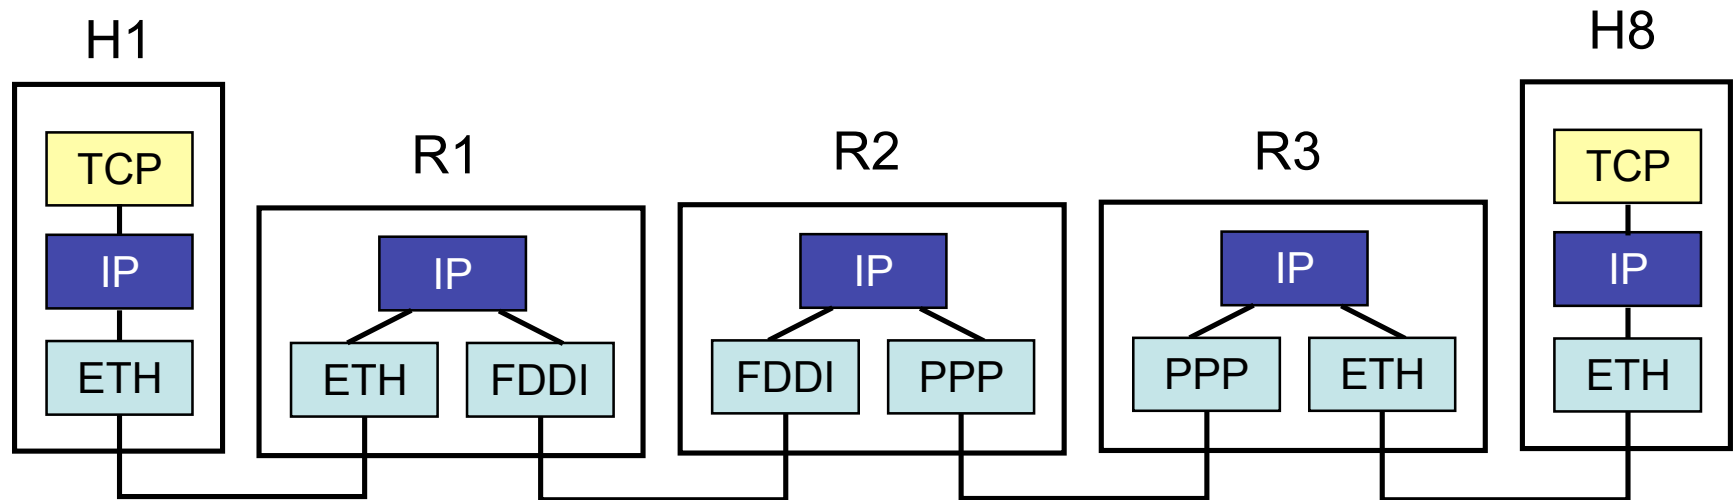 H1
TCP
IP
ETH
R1
IP
ETH FDDI
R2
IP
FDDI PPP
R3
IP
PPP ETH
H8
TCP
IP
ETH